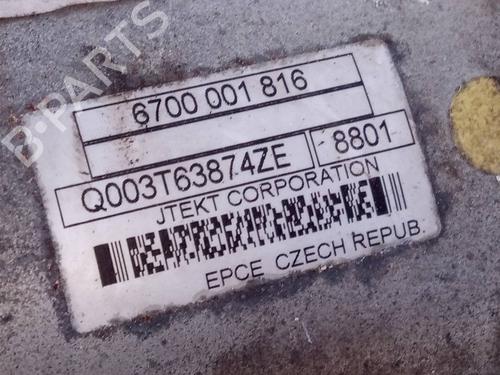 B-PARTS
6700 001 816
Q003T63874ZE 8801
JTEKT CORPORATION
EPCE CZECH REPUB.